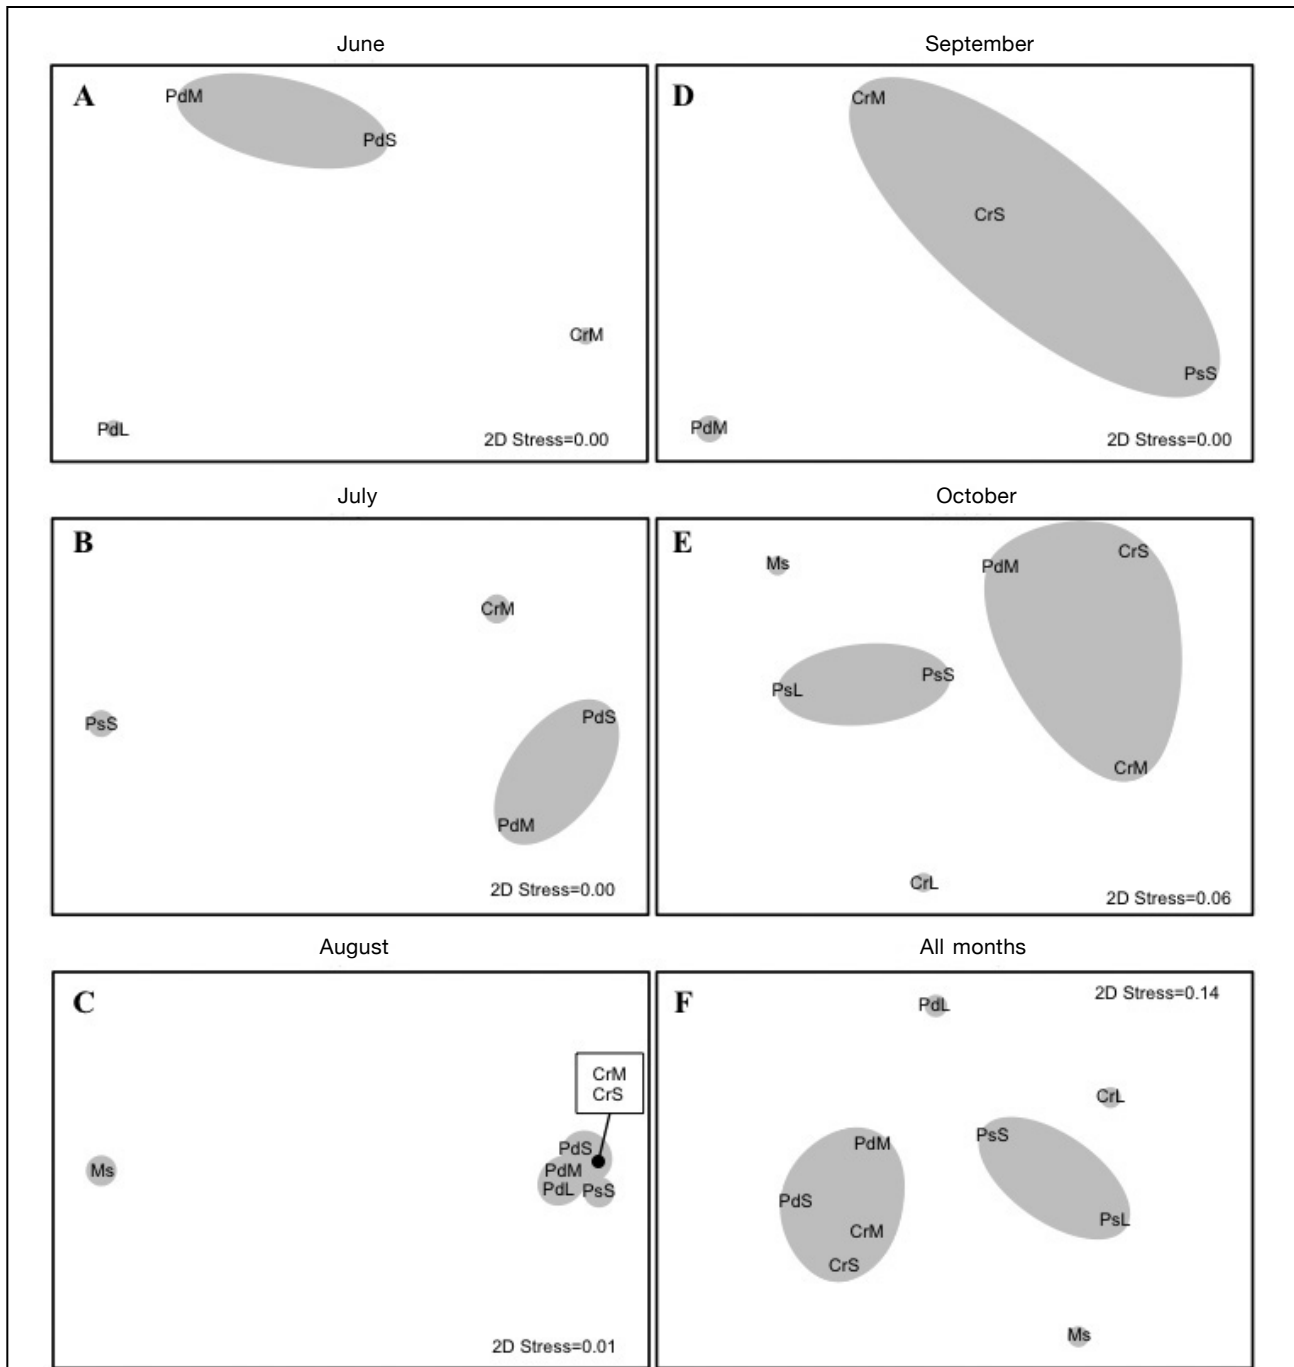 June
A
PdM
PdS
CrM
PdL
2D Stress=0.00
September
D
CrM
CrS
PsS
PdM
2D Stress=0.00
July
B
CrM
PsS
PdS
PdM
2D Stress=0.00
October
E
Ms
PdM
CrS
PsL
PsS
CrM
CrL
2D Stress=0.06
August
C
CrM
CrS
PdS
PdM
PdL
PsS
Ms
2D Stress=0.01
All months
F
2D Stress=0.14
PdL
CrL
PsS
PdM
PdS
PsL
CrM
CrS
Ms